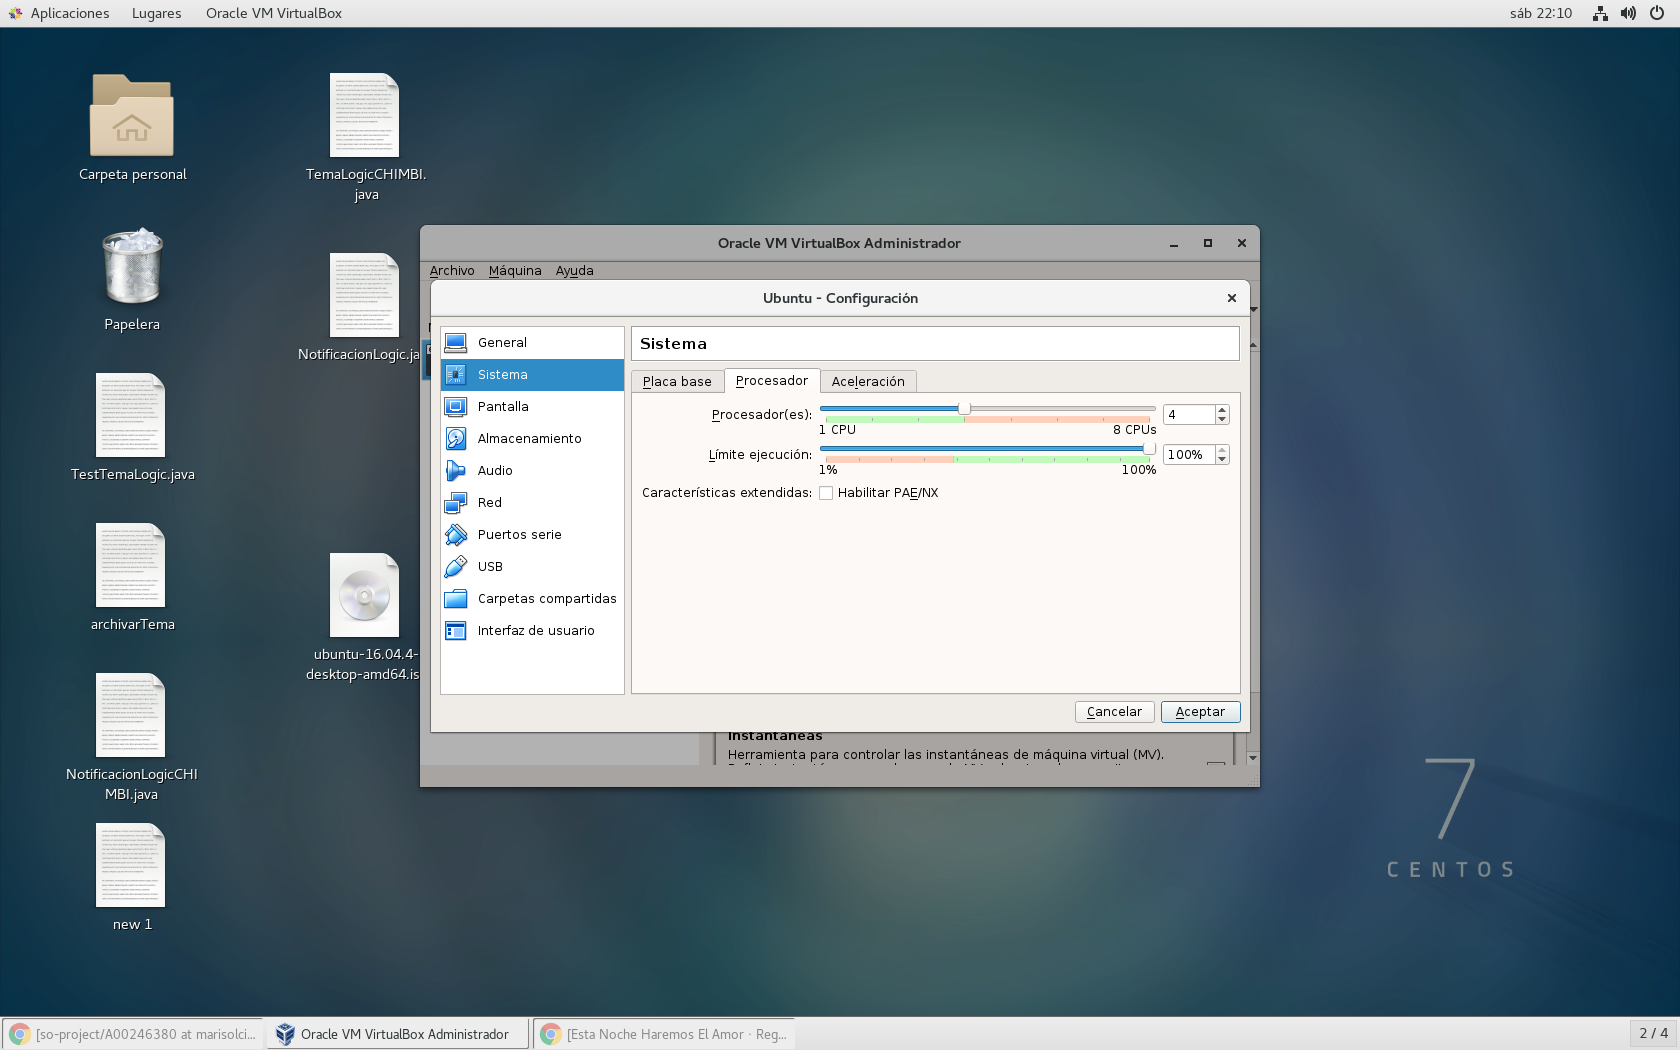 Aplicaciones Lugares Oracle VM VirtualBox sáb 22:10
Carpeta personal
TemaLogicCHIMBI.
java
Papelera
NotificacionLogic.ja
TestTemaLogic.java
archivarTema
ubuntu-16.04.4-
desktop-amd64.is
NotificacionLogicCHI
MBI.java
new 1
Oracle VM VirtualBox Administrador
Archivo Máquina Ayuda
Ubuntu - Configuración
General
Sistema
Pantalla
Almacenamiento
Audio
Red
Puertos serie
USB
Carpetas compartidas
Interfaz de usuario
Sistema
Placa base Procesador Aceleración
Procesador(es): 4
1 CPU 8 CPUs
Límite ejecución: 100%
1% 100%
Características extendidas: Habilitar PAE/NX
Cancelar Aceptar
Instantáneas
Herramienta para controlar las instantáneas de máquina virtual (MV).
7
CENTOS
[so-project/A00246380 at marisolci... Oracle VM VirtualBox Administrador [Esta Noche Haremos El Amor · Reg... 2 / 4